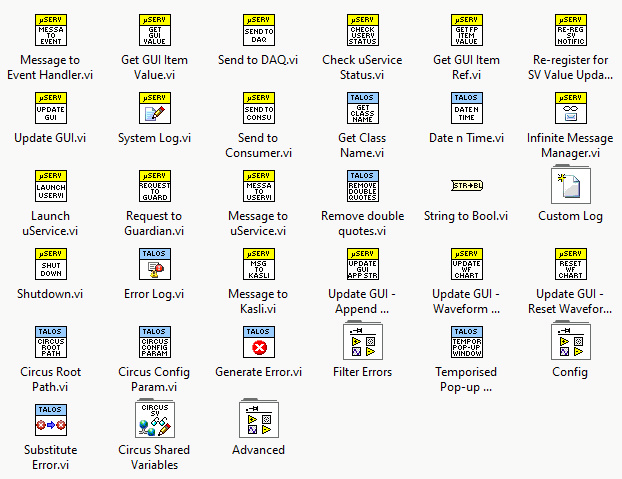 µSERV µSERV µSERV µSERV µSERV µSERV
MESSA GET SEND TO CHECK GET FP RE-REG
TO GUI DAQ USERV ITEM SV
EVENT VALUE STATUS VALUE NOTIFIC
Message to Get GUI Item Send to DAQ.vi Check uService Get GUI Item Re-register for
Event Handler.vi Value.vi Status.vi Ref.vi SV Value Upda...
µSERV µSERV µSERV TALOS TALOS µSERV
UPDATE SEND TO GET DATE N
GUI CONSU CLASS TIME
NAME
Update GUI.vi System Log.vi Send to Get Class Date n Time.vi Infinite Message
Consumer.vi Name.vi Manager.vi
µSERV µSERV µSERV TALOS
LAUNCH REQUEST MESSA REMOVE STR BL
USERVI TO TO DOUBLE
GUARD USERVI QUOTES
Launch Request to Message to Remove double String to Bool.vi Custom Log
uService.vi Guardian.vi uService.vi quotes.vi
µSERV TALOS µSERV µSERV µSERV µSERV
SHUT MSG UPDATE UPDATE RESET
DOWN TO GUI WF WF
KASLI APP STR CHART CHART
Shutdown.vi Error Log.vi Message to Update GUI - Update GUI - Update GUI -
Kasli.vi Append ... Waveform ... Reset Wavefor...
TALOS TALOS TALOS TALOS
CIRCUS CIRCUS TEMPOR
ROOT CONFIG POP-UP
PATH PARAM WINDOW
Circus Root Circus Config Generate Error.vi Filter Errors Temporised Config
Path.vi Param.vi Pop-up ...
TALOS CIRCUS
SV
Substitute Circus Shared Advanced
Error.vi Variables